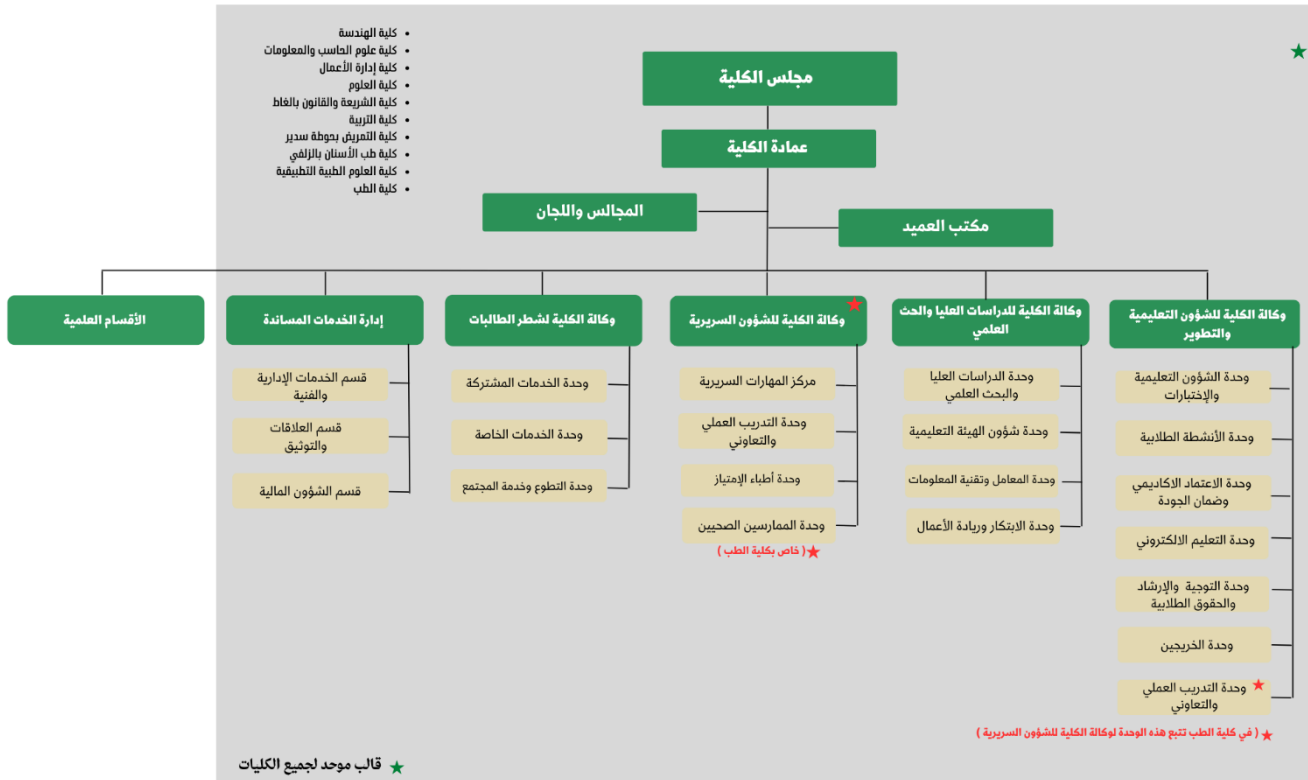 كلية الهندسة
كلية علوم الحاسب والمعلومات
كلية إدارة الأعمال
كلية العلوم
كلية الشريعة والقانون بالغاط
كلية التربية
كلية التمريض بحوطة سدير
كلية طب الأسنان بالزلفي
كلية العلوم الطبية التطبيقية
كلية الطب
مجلس الكلية
عمادة الكلية
المجالس واللجان
مكتب العميد
وكالة الكلية للشؤون التعليمية
والتطوير
وحدة الشؤون التعليمية
والإختبارات
وحدة الأنشطة الطلابية
وحدة الاعتماد الاكاديمي
وضمان الجودة
وحدة التعليم الالكتروني
وحدة التوجية والإرشاد
والحقوق الطلابية
وحدة الخريجين
وحدة التدريب العملي
والتعاوني
( في كلية الطب تتبع هذه الوحدة لوكالة الكلية للشؤون السريرية )
وكالة الكلية للدراسات العليا والحث
العلمي
وحدة الدراسات العليا
والبحث العلمي
وحدة شؤون الهيئة التعليمية
وحدة المعامل وتقنية المعلومات
وحدة الابتكار وريادة الأعمال
وكالة الكلية للشؤون السريرية
مركز المهارات السريرية
وحدة التدريب العملي
والتعاوني
وحدة أطباء الإمتياز
وحدة الممارسين الصحيين
( خاص بكلية الطب )
وكالة الكلية لشطر الطالبات
وحدة الخدمات المشتركة
وحدة الخدمات الخاصة
وحدة التطوع وخدمة المجتمع
إدارة الخدمات المساندة
قسم الخدمات الإدارية
والفنية
قسم العلاقات
والتوثيق
قسم الشؤون المالية
الأقسام العلمية
قالب موحد لجميع الكليات